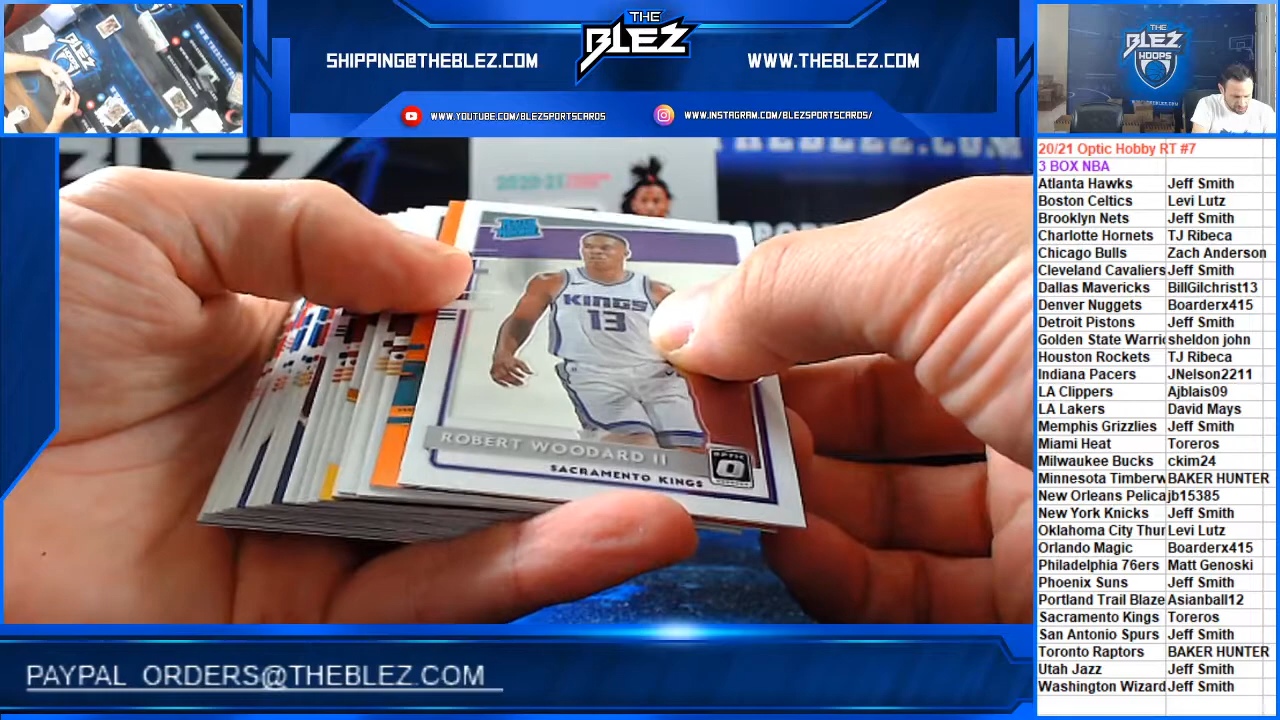 THE
BLEZ
SHIPPING@THEBLEZ.COM
WWW.THEBLEZ.COM
WWW.YOUTUBE.COM/BLEZSPORTSCARDS
WWW.INSTAGRAM.COM/BLEZSPORTSCARDS/
THE
BLEZ
HOOPS
2020-21
KINGS
13
ROBERT WOODARD II
SACRAMENTO KINGS
OPTIC
PAYPAL ORDERS@THEBLEZ.COM
20/21 Optic Hobby RT #7
3 BOX NBA
Atlanta Hawks Jeff Smith
Boston Celtics Levi Lutz
Brooklyn Nets Jeff Smith
Charlotte Hornets TJ Ribeca
Chicago Bulls Zach Anderson
Cleveland Cavaliers Jeff Smith
Dallas Mavericks BillGilchrist13
Denver Nuggets Boarderx415
Detroit Pistons Jeff Smith
Golden State Warri sheldon john
Houston Rockets TJ Ribeca
Indiana Pacers JNelson2211
LA Clippers Ajblais09
LA Lakers David Mays
Memphis Grizzlies Jeff Smith
Miami Heat Toreros
Milwaukee Bucks ckim24
Minnesota Timberw BAKER HUNTER
New Orleans Pelica jb15385
New York Knicks Jeff Smith
Oklahoma City Thun Levi Lutz
Orlando Magic Boarderx415
Philadelphia 76ers Matt Genoski
Phoenix Suns Jeff Smith
Portland Trail Blaze Asianball12
Sacramento Kings Toreros
San Antonio Spurs Jeff Smith
Toronto Raptors BAKER HUNTER
Utah Jazz Jeff Smith
Washington Wizard Jeff Smith